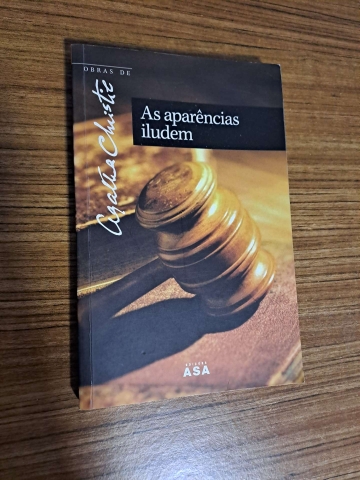 OBRAS DE
Agatha Christie
As aparências
iludem
EDIÇÕES
ASA